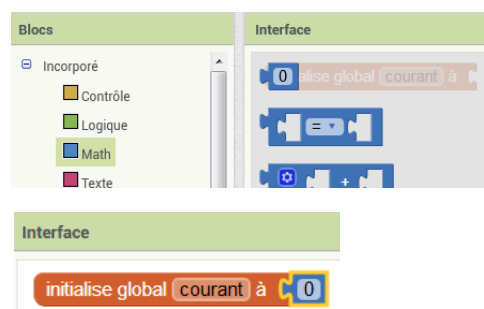 Blocs
Interface
Incorporé
Contrôle
Logique
Math
Texte
0 alise global courant à
=
+
Interface
initialise global courant à 0